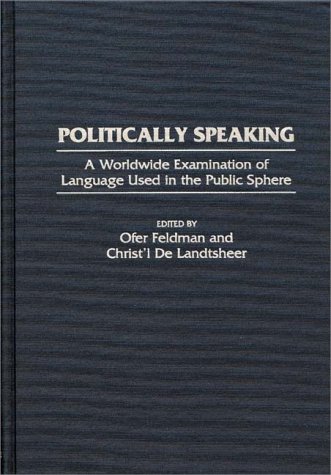 POLITICALLY SPEAKING
A Worldwide Examination of
Language Used in the Public Sphere
EDITED BY
Ofer Feldman and
Christ'l De Landtsheer